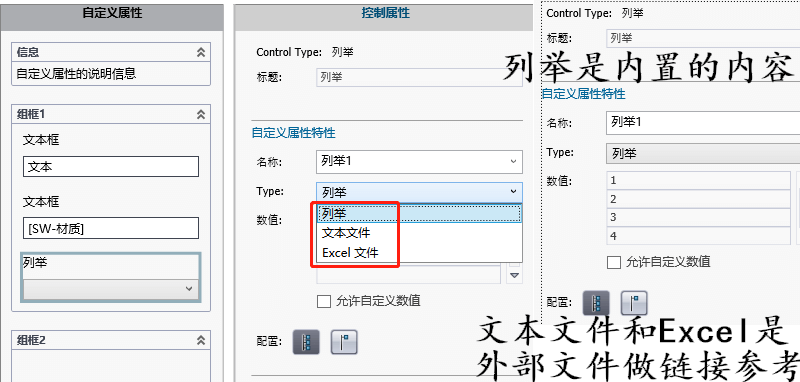 自定义属性
信息
自定义属性的说明信息
组框1
文本框
文本
文本框
[SW-材质]
列举
组框2
控制属性
Control Type: 列举
标题: 列举
自定义属性特性
名称: 列举1
Type: 列举
数值: 列举
文本文件
Excel 文件
允许自定义数值
配置:
Control Type: 列举
标题: 列举
列举是内置的内容
自定义属性特性
名称: 列举1
Type: 列举
数值: 1
2
3
4
允许自定义数值
配置:
文本文件和Excel是
外部文件做链接参考